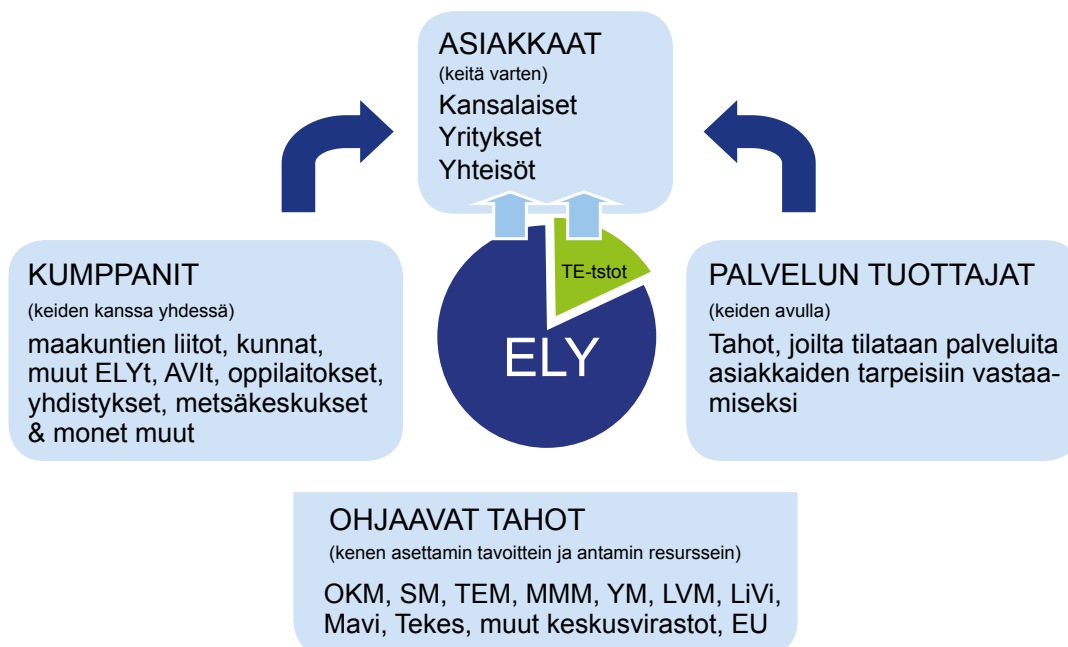 ASIAKKAAT
(keitä varten)
Kansalaiset
Yritykset
Yhteisöt
KUMPPANIT
(keiden kanssa yhdessä)
maakuntien liitot, kunnat,
muut ELYt, AVIt, oppilaitokset,
yhdistykset, metsäkeskukset
& monet muut
TE-tstot
ELY
PALVELUN TUOTTAJAT
(keiden avulla)
Tahot, joilta tilataan palveluita
asiakkaiden tarpeisiin vastaa-
miseksi
OHJAAVAT TAHOT
(kenen asettamin tavoittein ja antamin resurssein)
OKM, SM, TEM, MMM, YM, LVM, LiVi,
Mavi, Tekes, muut keskusvirastot, EU